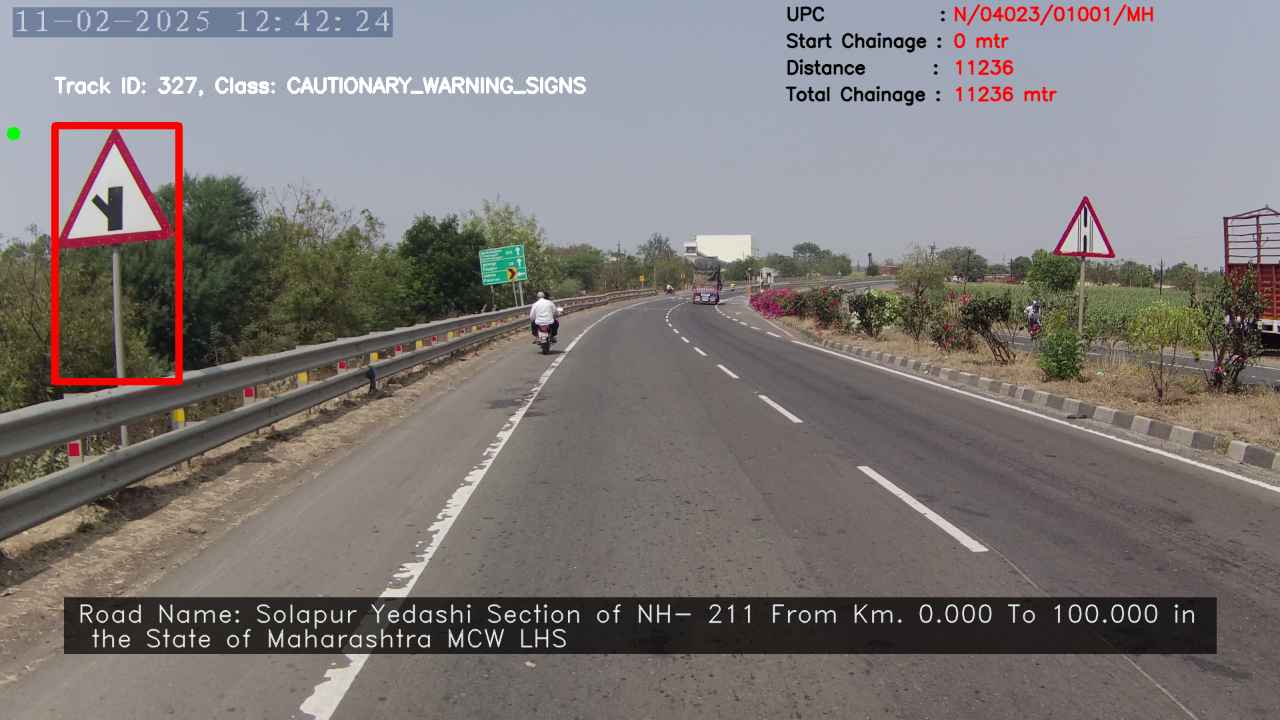 11-02-2025 12:42:24
UPC : N/04023/01001/MH
Start Chainage : 0 mtr
Distance : 11236
Total Chainage : 11236 mtr
Track ID: 327, Class: CAUTIONARY_WARNING_SIGNS
Road Name: Solapur Yedashi Section of NH- 211 From Km. 0.000 To 100.000 in
the State of Maharashtra MCW LHS